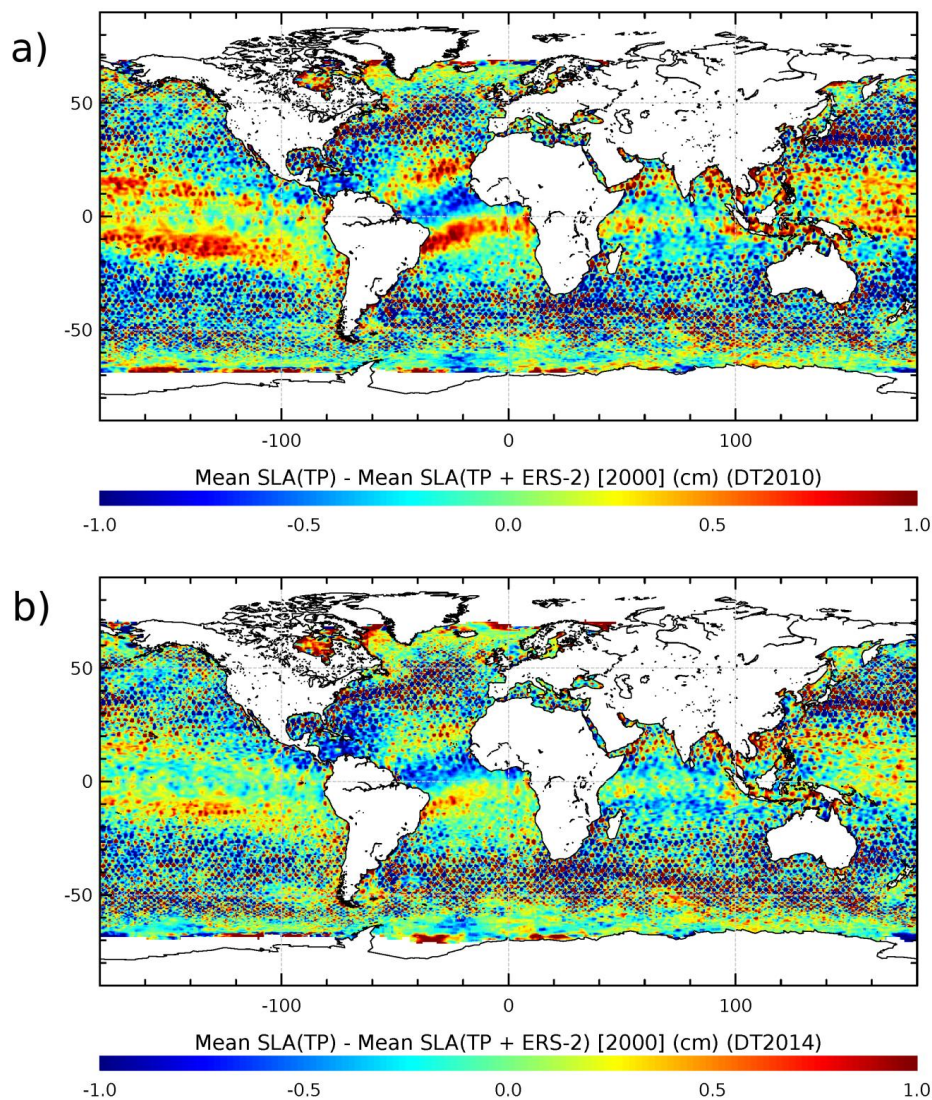 a)
50
0
-50
-100 0 100
Mean SLA(TP) - Mean SLA(TP + ERS-2) [2000] (cm) (DT2010)
-1.0 -0.5 0.0 0.5 1.0
b)
50
0
-50
-100 0 100
Mean SLA(TP) - Mean SLA(TP + ERS-2) [2000] (cm) (DT2014)
-1.0 -0.5 0.0 0.5 1.0